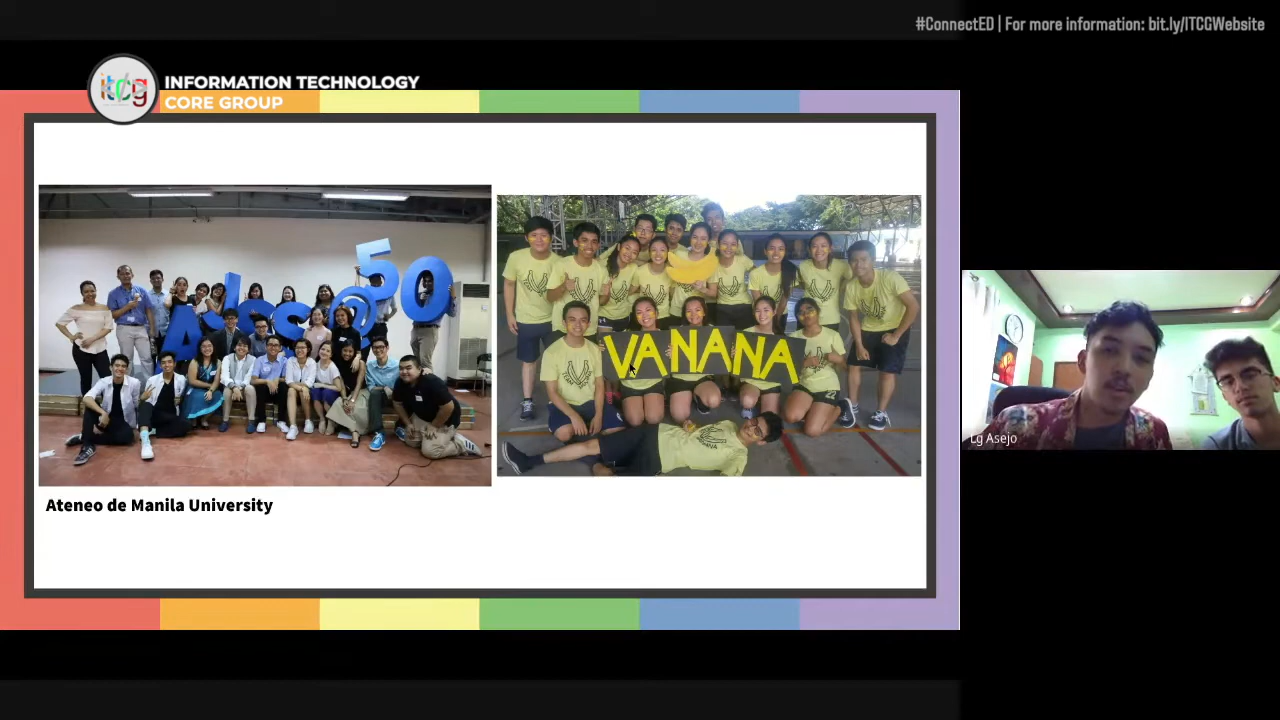 #ConnectED | For more information: bit.ly/ITCGWebsite
itcg
INFORMATION TECHNOLOGY
CORE GROUP
50
VANANA
22
Lg Asejo
Ateneo de Manila University